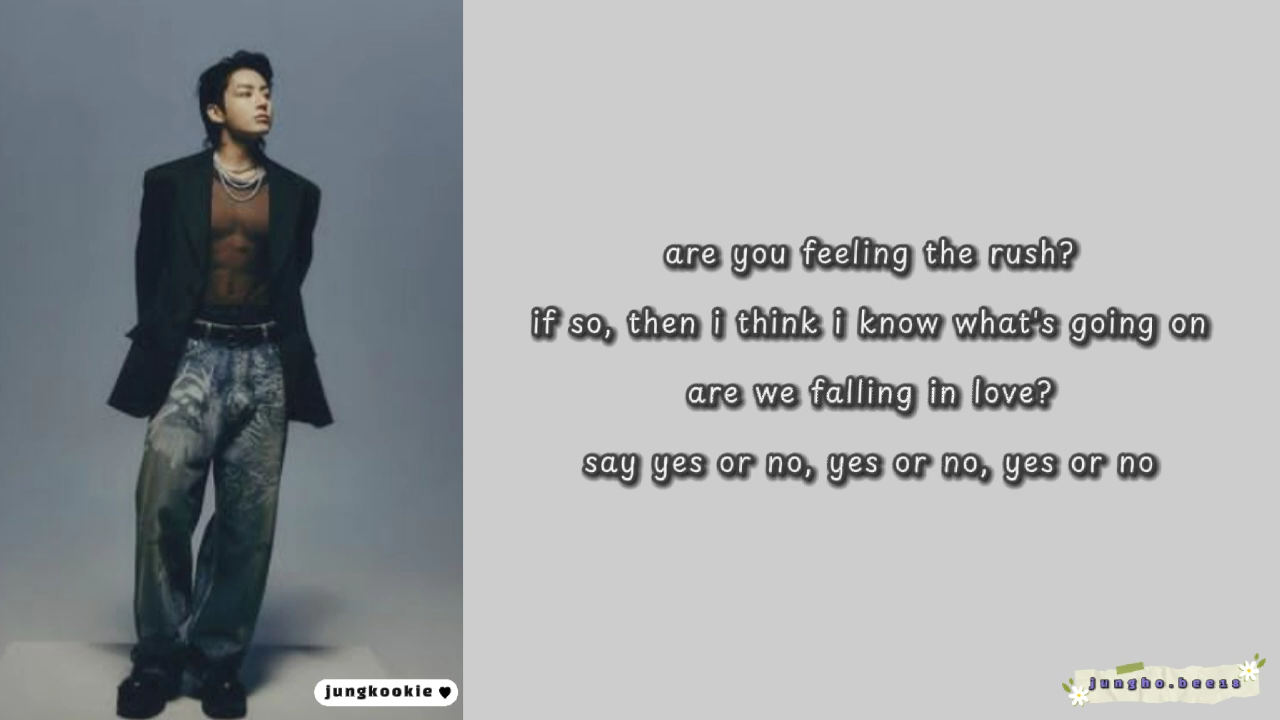 are you feeling the rush?
if so, then i think i know what's going on
are we falling in love?
say yes or no, yes or no, yes or no
jungkookie
jungho.bee18